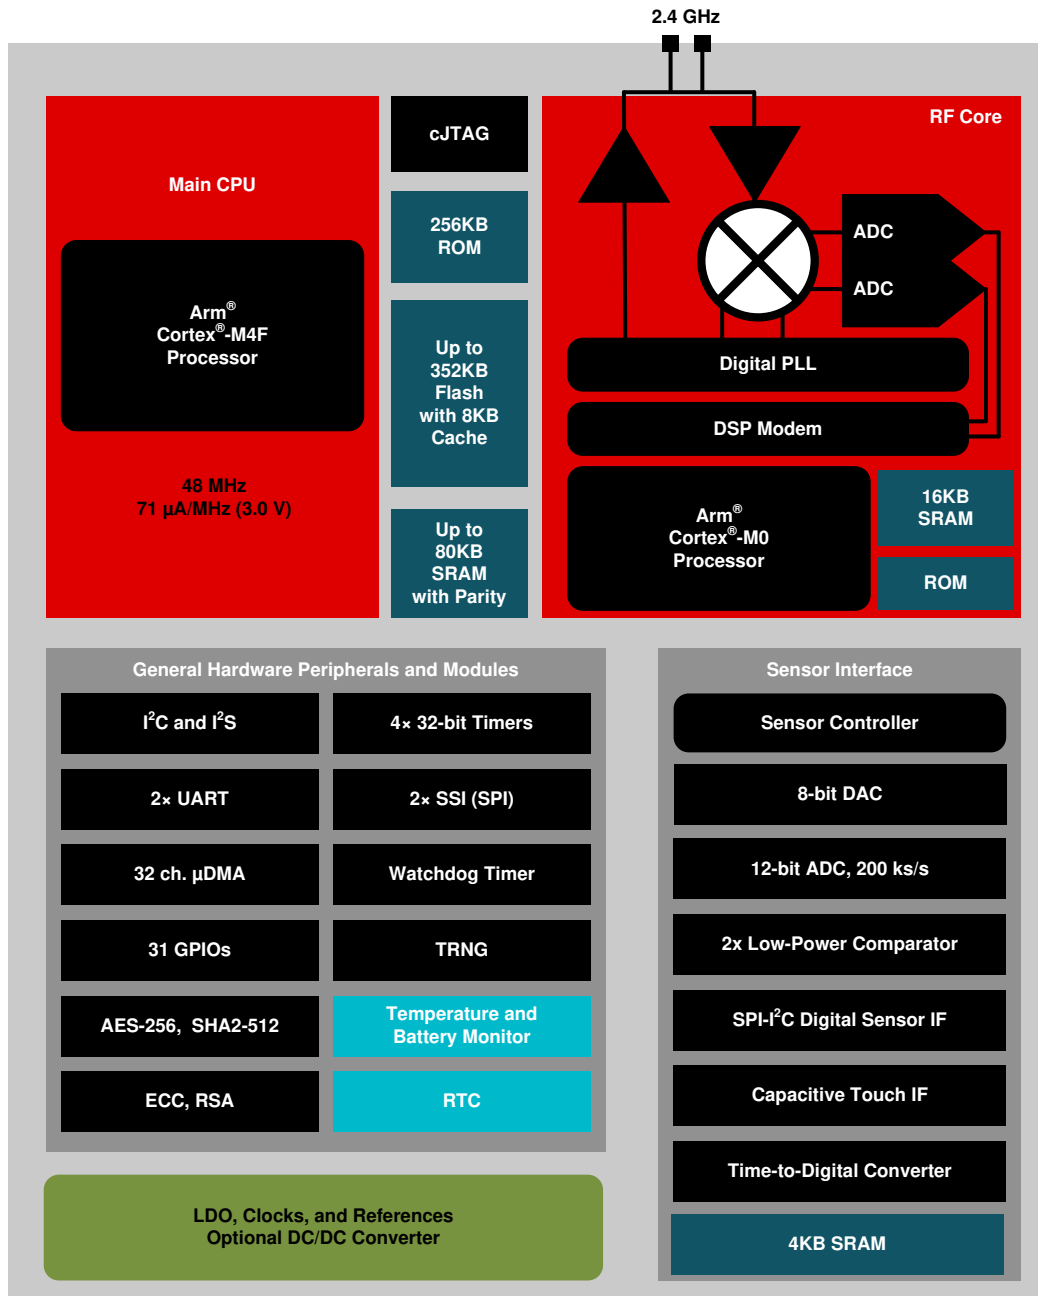 2.4 GHz
Main CPU
Arm®
Cortex®-M4F
Processor
48 MHz
71 µA/MHz (3.0 V)
cJTAG
256KB
ROM
Up to
352KB
Flash
with 8KB
Cache
Up to
80KB
SRAM
with Parity
RF Core
ADC
ADC
Digital PLL
DSP Modem
Arm®
Cortex®-M0
Processor
16KB
SRAM
ROM
General Hardware Peripherals and Modules
I²C and I²S
4× 32-bit Timers
2× UART
2× SSI (SPI)
32 ch. µDMA
Watchdog Timer
31 GPIOs
TRNG
AES-256, SHA2-512
Temperature and
Battery Monitor
ECC, RSA
RTC
LDO, Clocks, and References
Optional DC/DC Converter
Sensor Interface
Sensor Controller
8-bit DAC
12-bit ADC, 200 ks/s
2x Low-Power Comparator
SPI-I²C Digital Sensor IF
Capacitive Touch IF
Time-to-Digital Converter
4KB SRAM